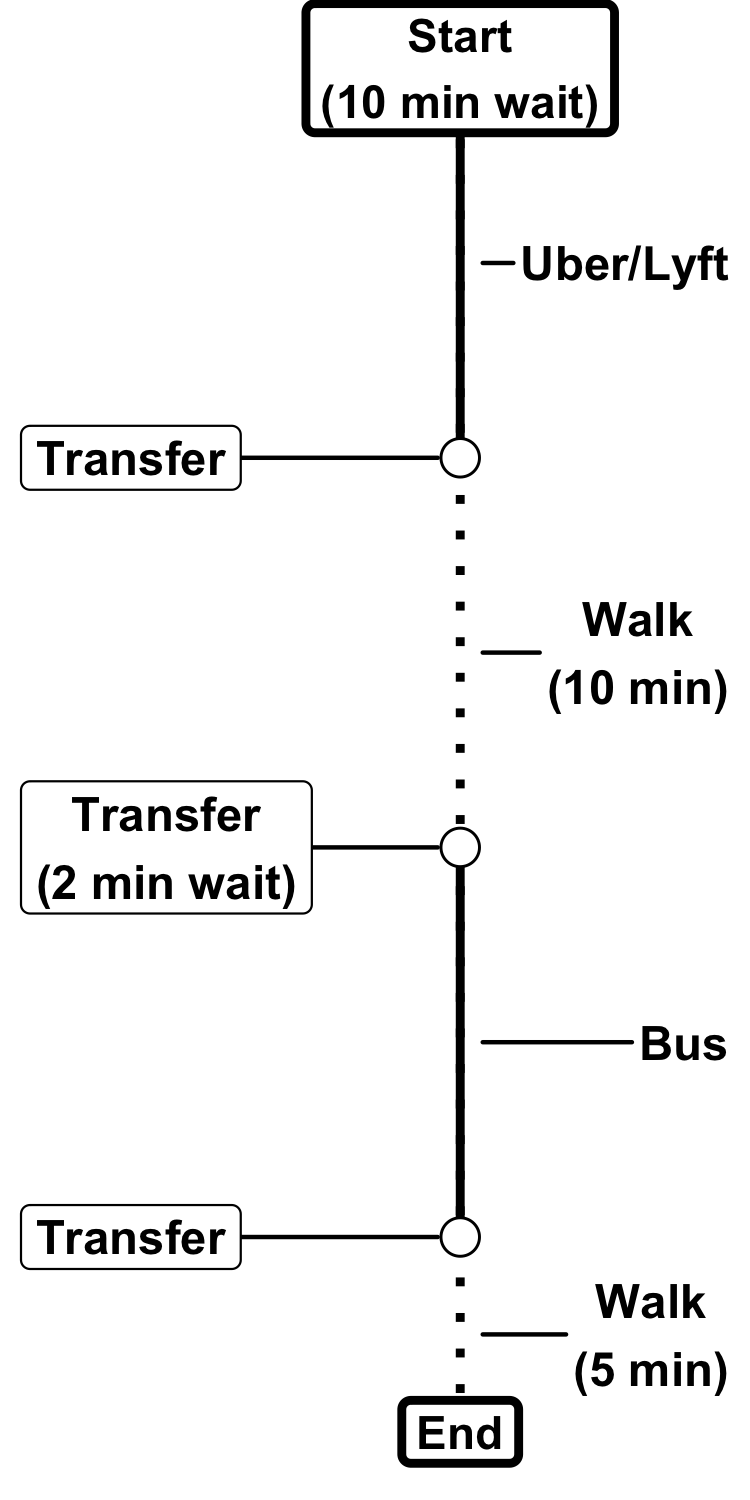 Start
(10 min wait)
Uber/Lyft
Transfer
Walk
(10 min)
Transfer
(2 min wait)
Bus
Transfer
Walk
(5 min)
End